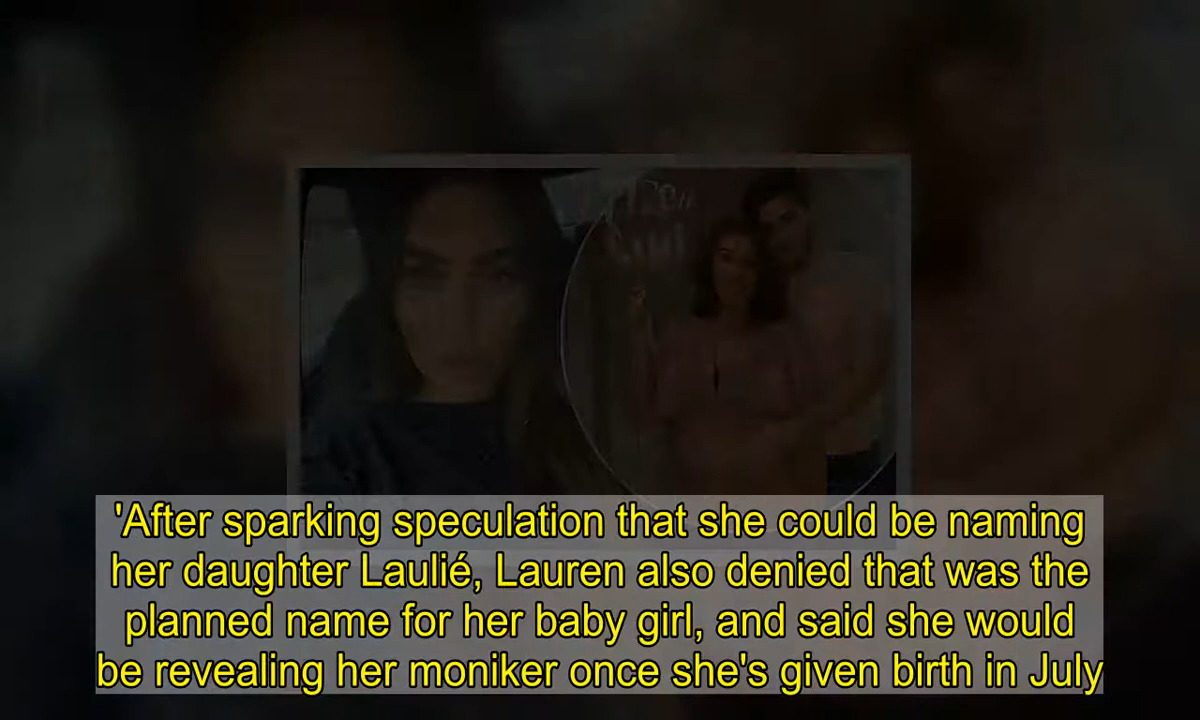 'After sparking speculation that she could be naming
her daughter Laulié, Lauren also denied that was the
planned name for her baby girl, and said she would
be revealing her moniker once she's given birth in July